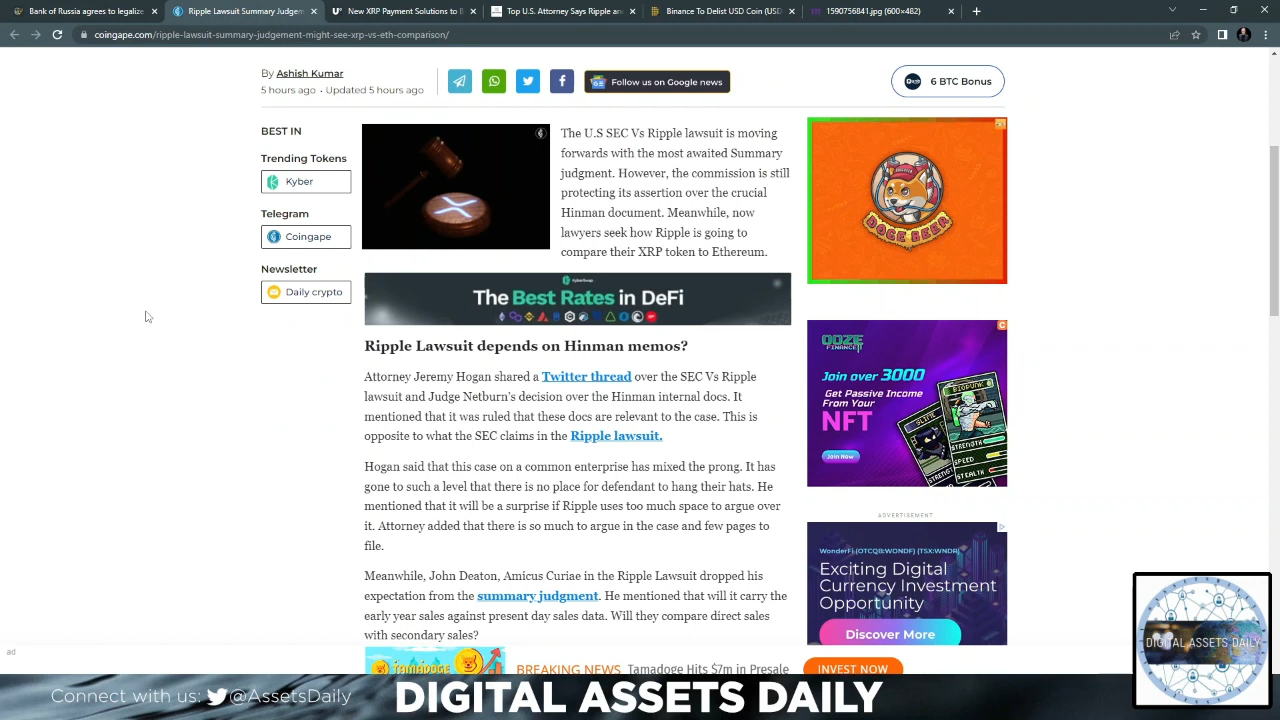 Bank of Russia agrees to legalize
Ripple Lawsuit Summary Judgment
New XRP Payment Solutions To B
Top U.S. Attorney Says Ripple an
Binance To Delist USD Coin (USD
1590756841.jpg (600×482)
coingape.com/ripple-lawsuit-summary-judgement-might-see-xrp-vs-eth-comparison/
By Ashish Kumar
5 hours ago • Updated 5 hours ago
Follow us on Google news
6 BTC Bonus
BEST IN
Trending Tokens
Kyber
Telegram
Coingape
Newsletter
Daily crypto
The U.S SEC Vs Ripple lawsuit is moving
forwards with the most awaited Summary
judgment. However, the commission is still
protecting its assertion over the crucial
Hinman document. Meanwhile, now
lawyers seek how Ripple is going to
compare their XRP token to Ethereum.
KyberSwap
The Best Rates in DeFi
Ripple Lawsuit depends on Hinman memos?
Attorney Jeremy Hogan shared a Twitter thread over the SEC Vs Ripple
lawsuit and Judge Netburn's decision over the Hinman internal docs. It
mentioned that it was ruled that these docs are relevant to the case. This is
opposite to what the SEC claims in the Ripple lawsuit.
Hogan said that this case on a common enterprise has mixed the prong. It has
gone to such a level that there is no place for defendant to hang their hats. He
mentioned that it will be a surprise if Ripple uses too much space to argue over
it. Attorney added that there is so much to argue in the case and few pages to
file.
Meanwhile, John Deaton, Amicus Curiae in the Ripple Lawsuit dropped his
expectation from the summary judgment. He mentioned that will it carry the
early year sales against present day sales data. Will they compare direct sales
with secondary sales?
DOGE BEER
OOZE
FINANCE
Join over 3000
Get Passive Income
From Your
NFT
Join Now
SLIME
BIOPUNK
STRENGTH
SPEED
STEALTH
ADVERTISEMENT
WonderFi (OTCQB:WONDF) (TSX:WNDR)
Exciting Digital
Currency Investment
Opportunity
Discover More
ad
TAMADOGE
BREAKING NEWS Tamadoge Hits $7m in Presale
INVEST NOW
Connect with us: @AssetsDaily
DIGITAL ASSETS DAILY
DIGITAL ASSETS DAILY